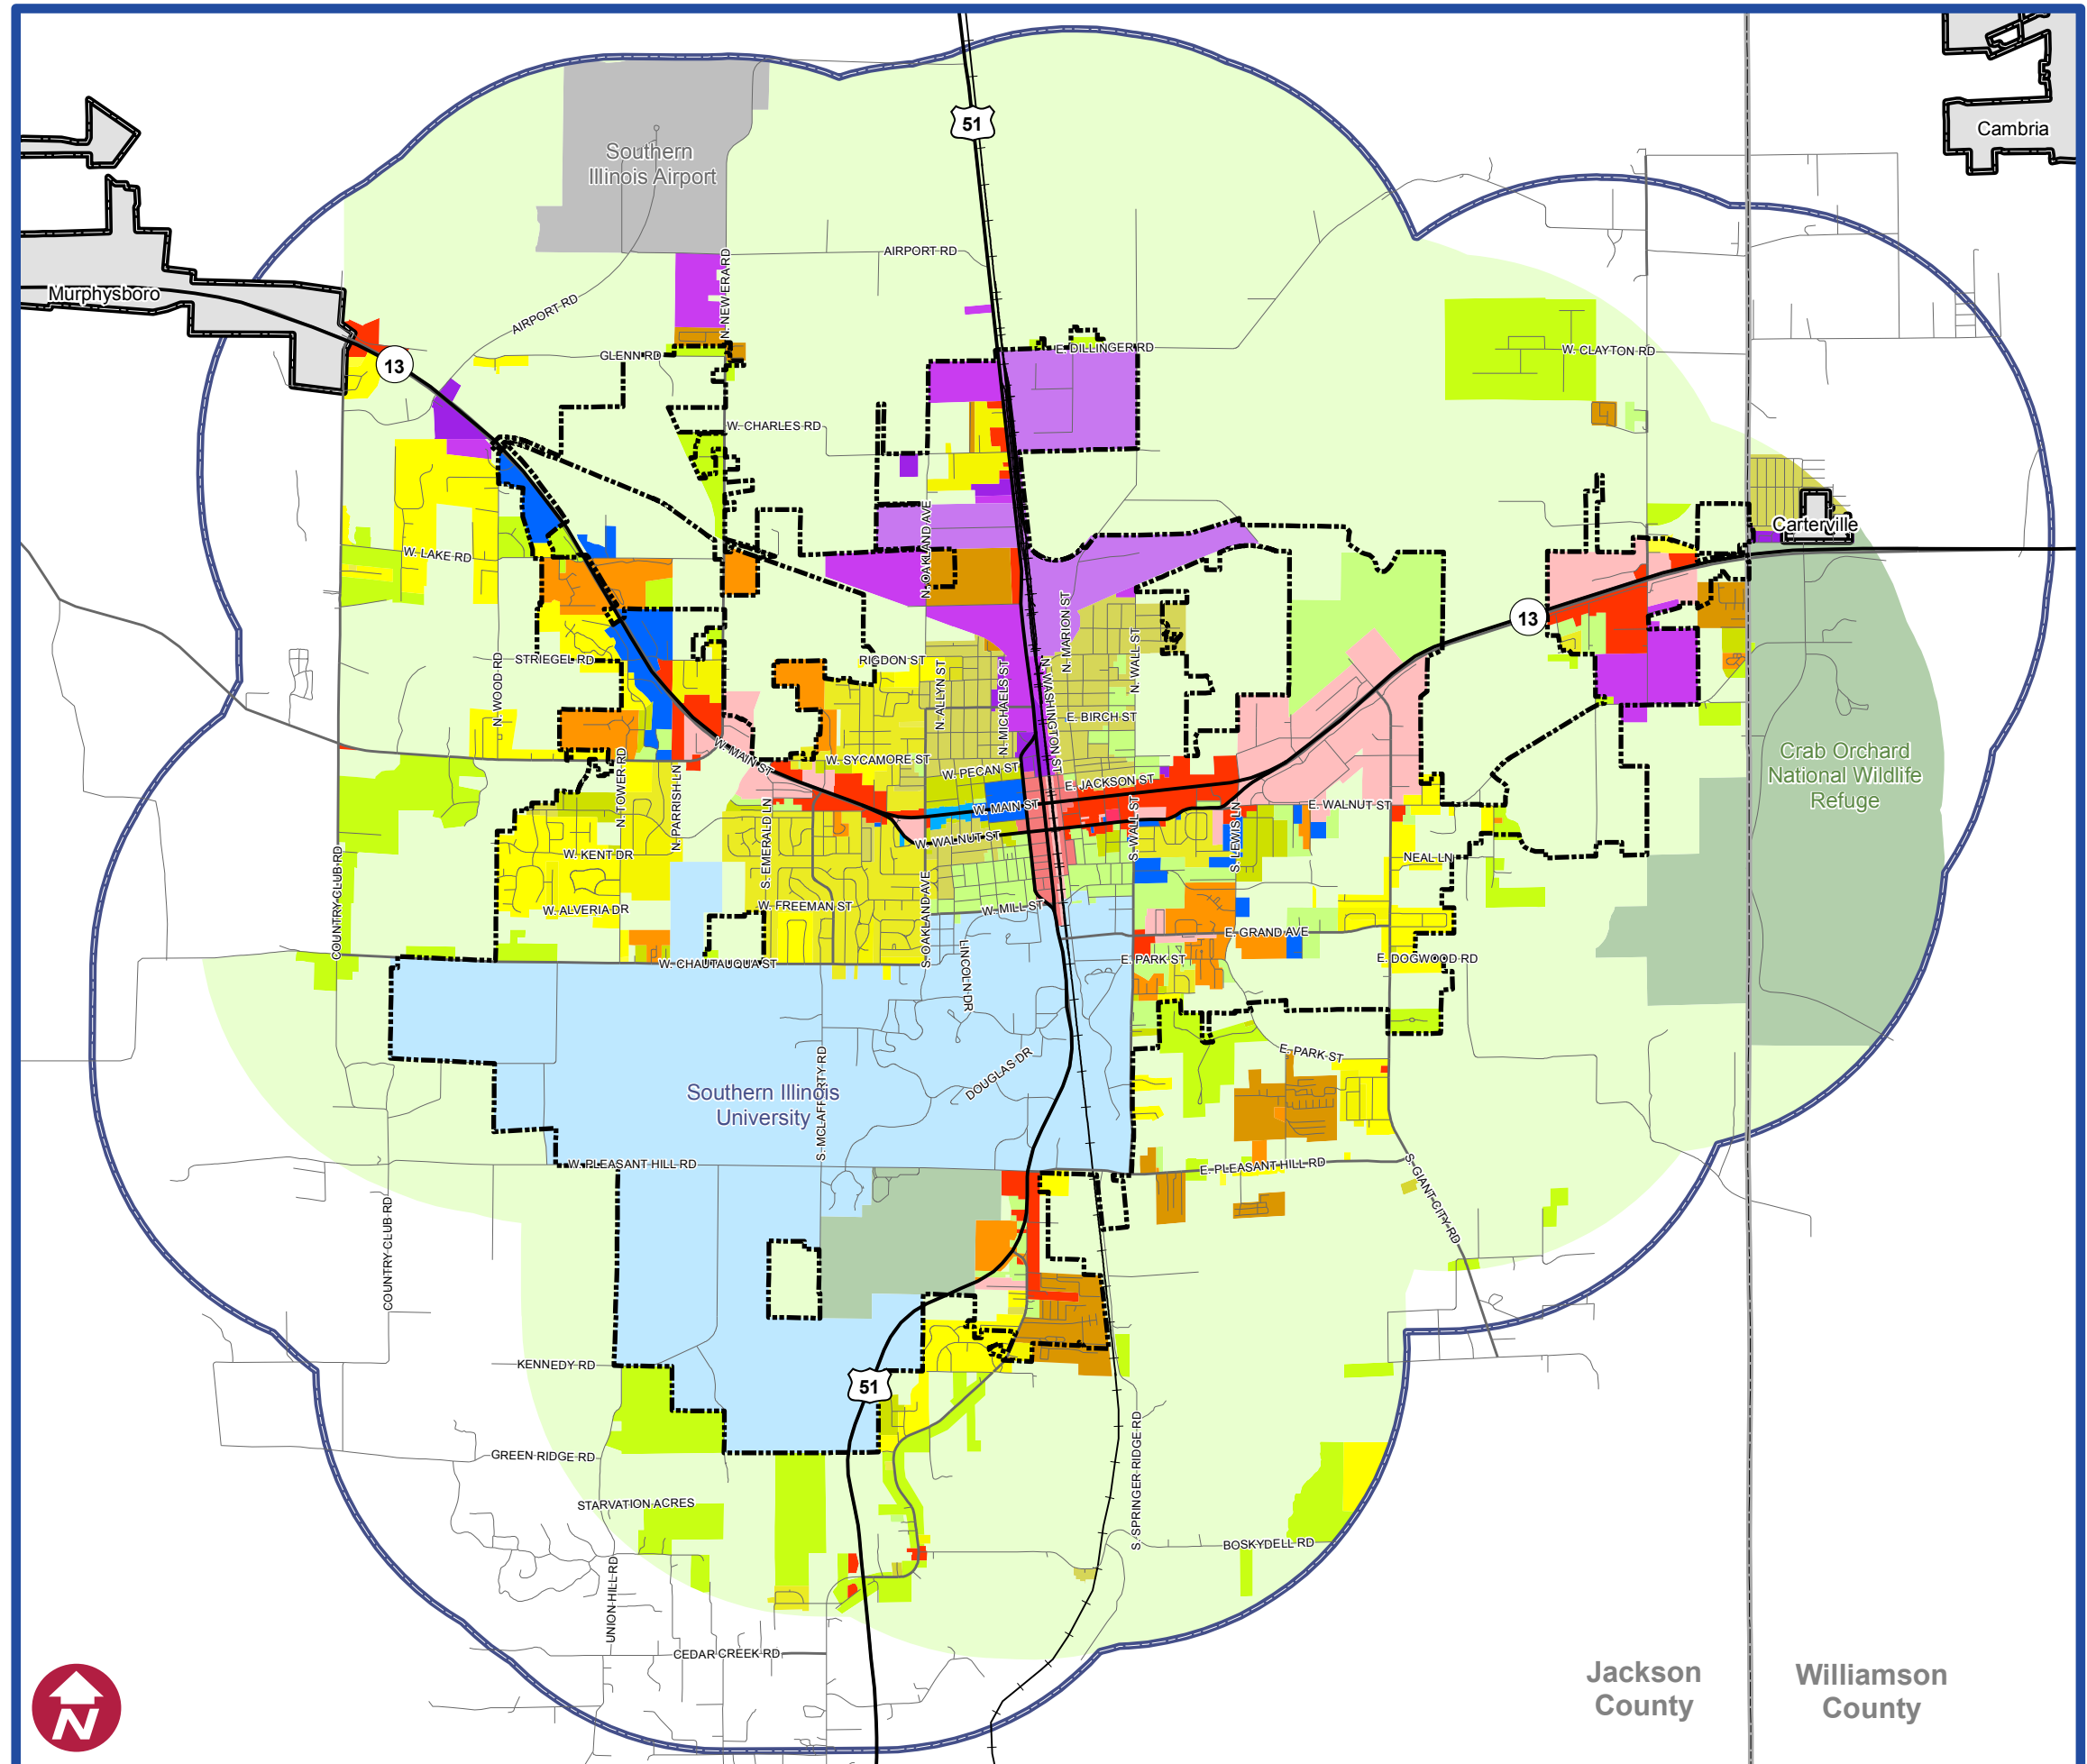 51
Cambria
Southern
Illinois Airport
AIRPORT RD
N. NEW ERA RD
Murphysboro
AIRPORT RD
13
GLENN RD
E. DILLINGER RD
W. CLAYTON RD
W. CHARLES RD
N. OAKLAND AVE
Carterville
W. LAKE RD
N. MARION ST
13
N. WALL ST
STRIEGEL RD
RIGDON ST
N. WOOD RD
N. ALLYN ST
N. MICHAELS ST
N. WASHINGTON ST
E. BIRCH ST
W. MAIN ST
W. SYCAMORE ST
W. PECAN ST
E. JACKSON ST
Crab Orchard
National Wildlife
Refuge
N. TOWER RD
N. PARRISH LN
S. EMERALD LN
W. MAIN ST
E. WALNUT ST
S. WALL ST
S. LEWIS LN
W. WALNUT ST
W. KENT DR
NEAL LN
COUNTRY CLUB RD
W. ALVERIA DR
W. FREEMAN ST
S. OAKLAND AVE
W. MILL ST
E. GRAND AVE
LINCOLN DR
W. CHAUTAUQUA ST
E. PARK ST
E. DOGWOOD RD
E. PARK ST
S. MCLAFFERTY RD
DOUGLAS DR
Southern Illinois
University
W. PLEASANT HILL RD
E. PLEASANT HILL RD
S. GIANT CITY RD
COUNTRY CLUB RD
KENNEDY RD
51
GREEN RIDGE RD
S. SPRINGER RIDGE RD
STARVATION ACRES
BOSKYDELL RD
UNION HILL RD
CEDAR CREEK RD
Jackson
County
Williamson
County
N